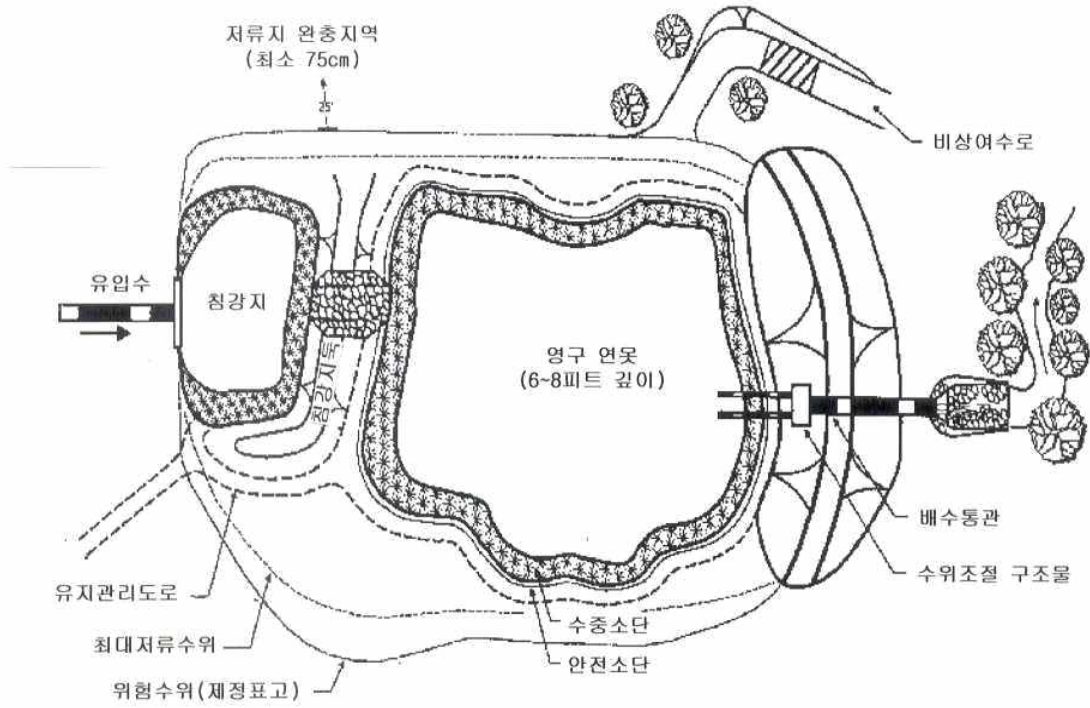 저류지 완충지역
(최소 75cm)
25'
비상여수로
유입수
침강지
영구 연못
(6~8피트 깊이)
침강지둑
배수통관
수위조절 구조물
유지관리도로
수중소단
최대저류수위
안전소단
위험수위(제정표고)